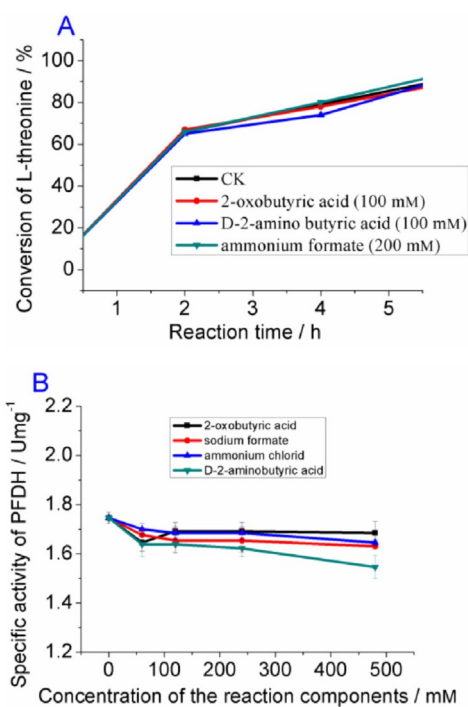 A
Conversion of L-threonine / %
100
80
60
40
20
0
CK
2-oxobutyric acid (100 mM)
D-2-amino butyric acid (100 mM)
ammonium formate (200 mM)
1 2 3 4 5
Reaction time / h
B
Specific activity of PFDH / Umg⁻¹
2.2
2.0
1.8
1.6
1.4
1.2
2-oxobutyric acid
sodium formate
ammonium chlorid
D-2-aminobutyric acid
0 100 200 300 400 500
Concentration of the reaction components / mM